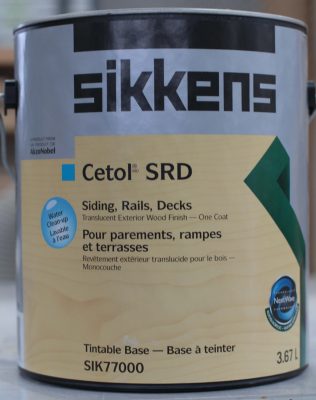 sikkens
AkzoNobel
Cetol® SRD
Siding, Rails, Decks
Translucent Exterior Wood Finish — One Coat
Water
Clean-up
Lavable
à l'eau
Pour parements, rampes
et terrasses
Revêtement extérieur translucide pour le bois —
Monocouche
Tintable Base — Base à teinter
SIK77000
3.67 L